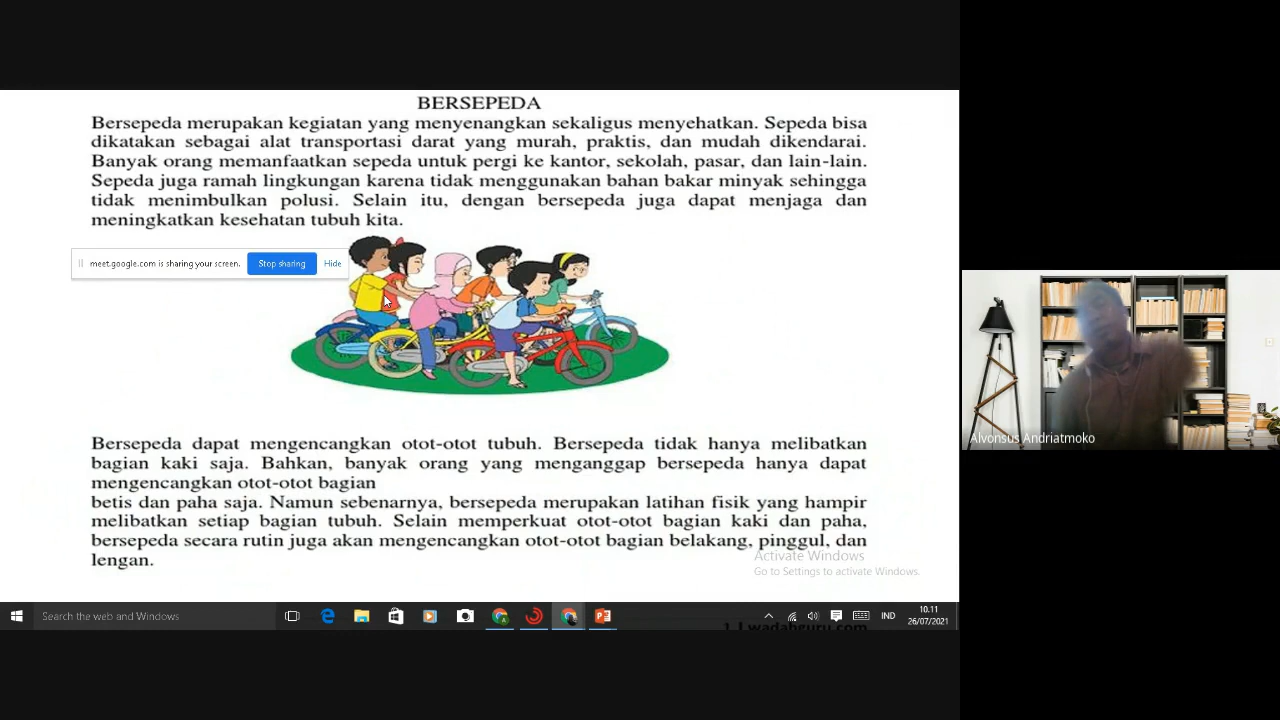 BERSEPEDA
Bersepeda merupakan kegiatan yang menyenangkan sekaligus menyehatkan. Sepeda bisa
dikatakan sebagai alat transportasi darat yang murah, praktis, dan mudah dikendarai.
Banyak orang memanfaatkan sepeda untuk pergi ke kantor, sekolah, pasar, dan lain-lain.
Sepeda juga ramah lingkungan karena tidak menggunakan bahan bakar minyak sehingga
tidak menimbulkan polusi. Selain itu, dengan bersepeda juga dapat menjaga dan
meningkatkan kesehatan tubuh kita.
meet.google.com is sharing your screen. Stop sharing Hide
Bersepeda dapat mengencangkan otot-otot tubuh. Bersepeda tidak hanya melibatkan
bagian kaki saja. Bahkan, banyak orang yang menganggap bersepeda hanya dapat
mengencangkan otot-otot bagian
betis dan paha saja. Namun sebenarnya, bersepeda merupakan latihan fisik yang hampir
melibatkan setiap bagian tubuh. Selain memperkuat otot-otot bagian kaki dan paha,
bersepeda secara rutin juga akan mengencangkan otot-otot bagian belakang, pinggul, dan
lengan.
Activate Windows
Go to Settings to activate Windows.
Search the web and Windows
IND
10.11
26/07/2021
Alvonsus Andriatmoko